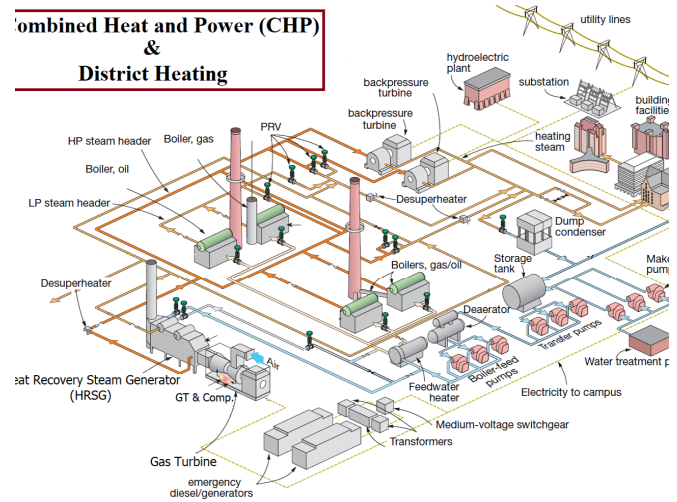 ombined Heat and Power (CHP)
&
District Heating
utility lines
hydroelectric
plant
substation
building
facilities
backpressure
turbine
backpressure
turbine
heating
steam
PRV
Boiler, gas
HP steam header
Boiler, oil
LP steam header
Desuperheater
Dump
condenser
Storage
tank
Make
pump
Boilers, gas/oil
Desuperheater
Deaerator
Transfer pumps
Water treatment p
Air
eat Recovery Steam Generator
(HRSG)
GT & Comp.
Feedwater
heater
Boiler-feed
pumps
Electricity to campus
Medium-voltage switchgear
Transformers
Gas Turbine
emergency
diesel/generators